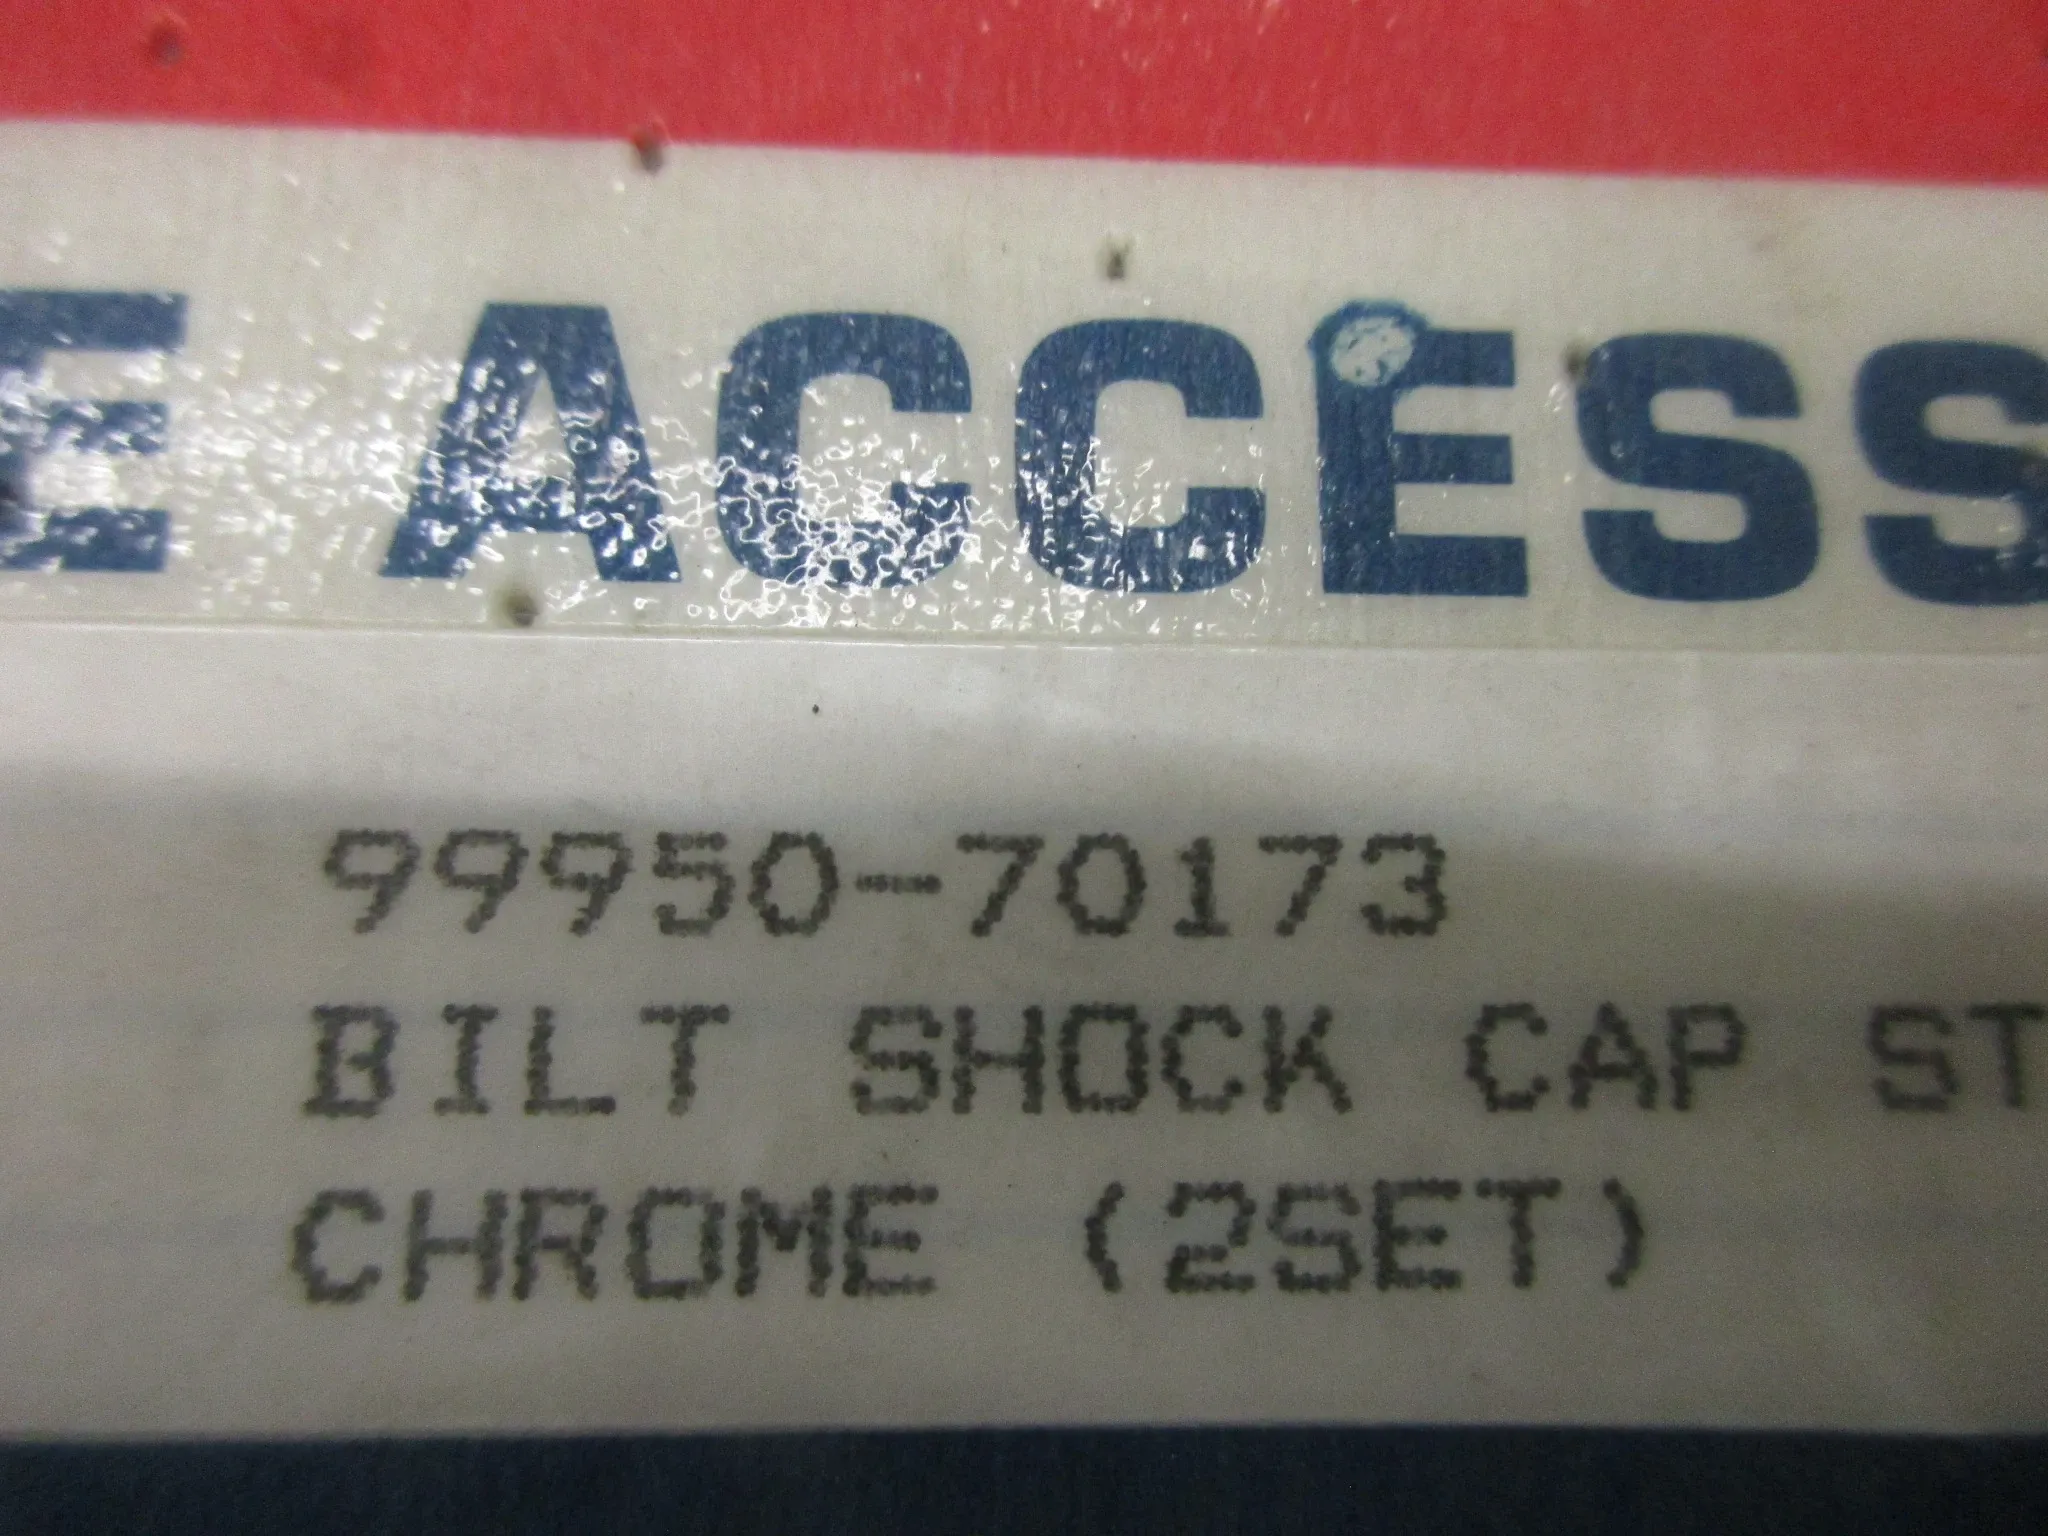 E ACCESS
99950-70173
BILT SHOCK CAP ST
CHROME (2SET)